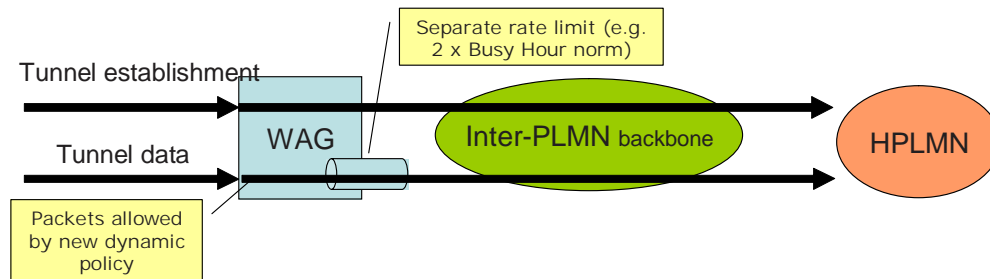 Separate rate limit (e.g.
2 x Busy Hour norm)
Tunnel establishment
WAG
Inter-PLMN backbone
HPLMN
Tunnel data
Packets allowed
by new dynamic
policy